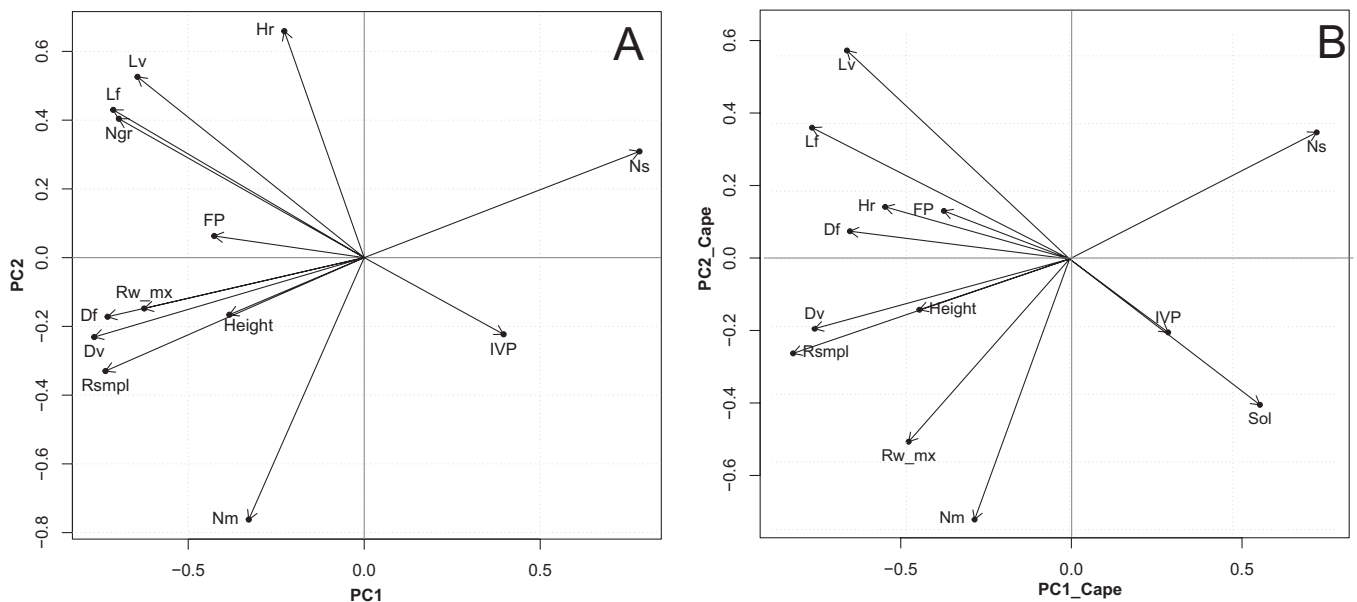 A
PC2
0.6
0.4
0.2
0.0
−0.2
−0.4
−0.6
−0.8
Hr
Lv
Lf
Ngr
Ns
FP
Rw_mx
Df
Height
Dv
IVP
Rsmpl
Nm
−0.5
0.0
0.5
PC1
B
PC2_Cape
0.6
0.4
0.2
0.0
−0.2
−0.4
−0.6
Lv
Lf
Ns
Hr
FP
Df
Dv
Height
IVP
Rsmpl
Sol
Rw_mx
Nm
−0.5
0.0
0.5
PC1_Cape